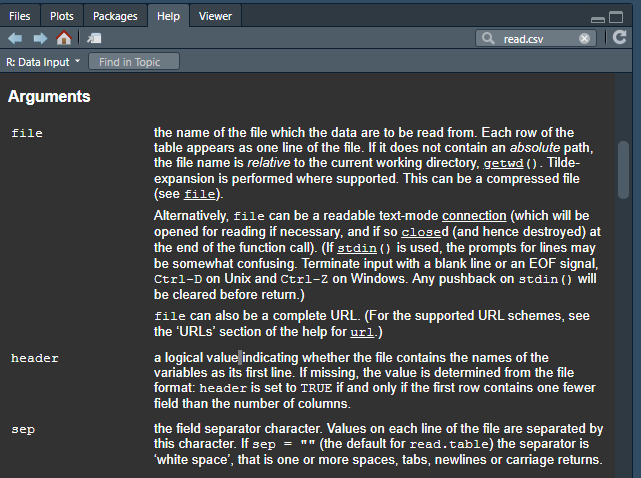 Files Plots Packages Help Viewer
read.csv
R: Data Input Find in Topic
Arguments
file the name of the file which the data are to be read from. Each row of the
table appears as one line of the file. If it does not contain an absolute path,
the file name is relative to the current working directory, getwd(). Tilde-
expansion is performed where supported. This can be a compressed file
(see file).
Alternatively, file can be a readable text-mode connection (which will be
opened for reading if necessary, and if so closed (and hence destroyed) at
the end of the function call). (If stdin() is used, the prompts for lines may
be somewhat confusing. Terminate input with a blank line or an EOF signal,
Ctrl-D on Unix and Ctrl-Z on Windows. Any pushback on stdin() will
be cleared before return.)
file can also be a complete URL. (For the supported URL schemes, see
the ‘URLs’ section of the help for url.)
header a logical value indicating whether the file contains the names of the
variables as its first line. If missing, the value is determined from the file
format: header is set to TRUE if and only if the first row contains one fewer
field than the number of columns.
sep the field separator character. Values on each line of the file are separated by
this character. If sep = "" (the default for read.table) the separator is
‘white space’, that is one or more spaces, tabs, newlines or carriage returns.